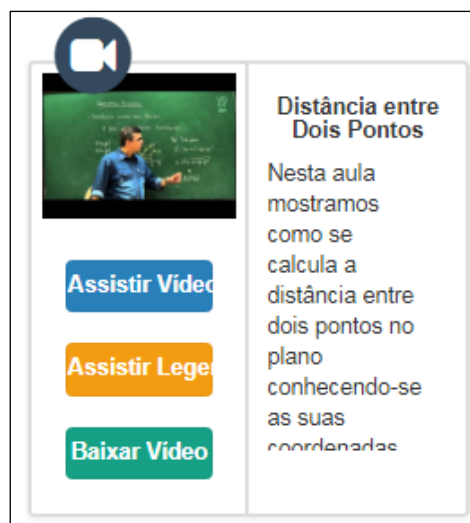 Assistir Vídeo
Assistir Legen
Baixar Vídeo
Distância entre
Dois Pontos
Nesta aula
mostramos
como se
calcula a
distância entre
dois pontos no
plano
conhecendo-se
as suas
coordenadas